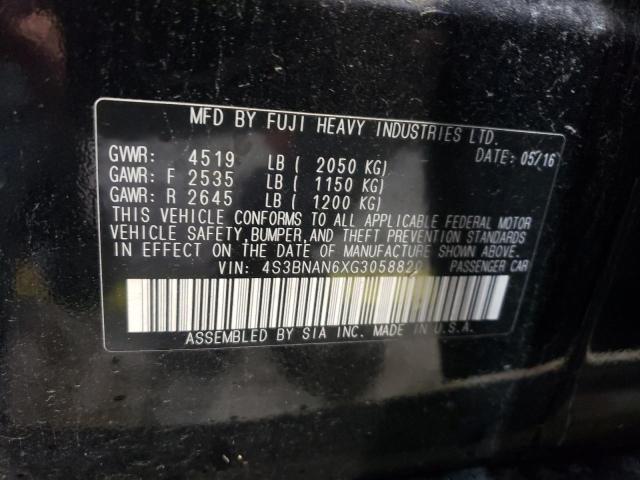 MFD BY FUJI HEAVY INDUSTRIES LTD.
GVWR: 4519 LB ( 2050 KG) DATE: 05/16
GAWR: F 2535 LB ( 1150 KG)
GAWR: R 2645 LB ( 1200 KG)
THIS VEHICLE CONFORMS TO ALL APPLICABLE FEDERAL MOTOR
VEHICLE SAFETY, BUMPER, AND THEFT PREVENTION STANDARDS
IN EFFECT ON THE DATE OF MANUFACTURE SHOWN ABOVE.
VIN: 4S3BNAN6XG3058820 PASSENGER CAR
ASSEMBLED BY SIA INC. MADE IN U.S.A.